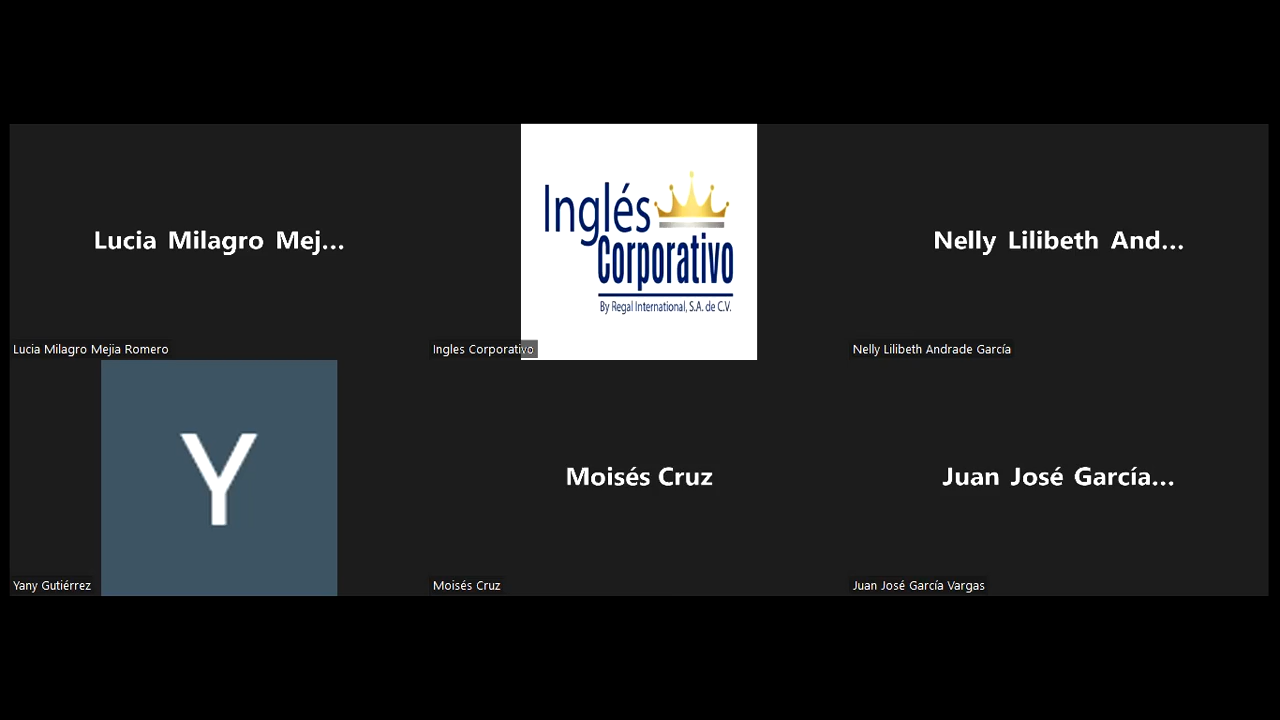 Lucia Milagro Mej...
Lucia Milagro Mejia Romero
Inglés
Corporativo
By Regal International, S.A. de C.V.
Ingles Corporativo
Nelly Lilibeth And...
Nelly Lilibeth Andrade García
Y
Yany Gutiérrez
Moisés Cruz
Moisés Cruz
Juan José García...
Juan José García Vargas